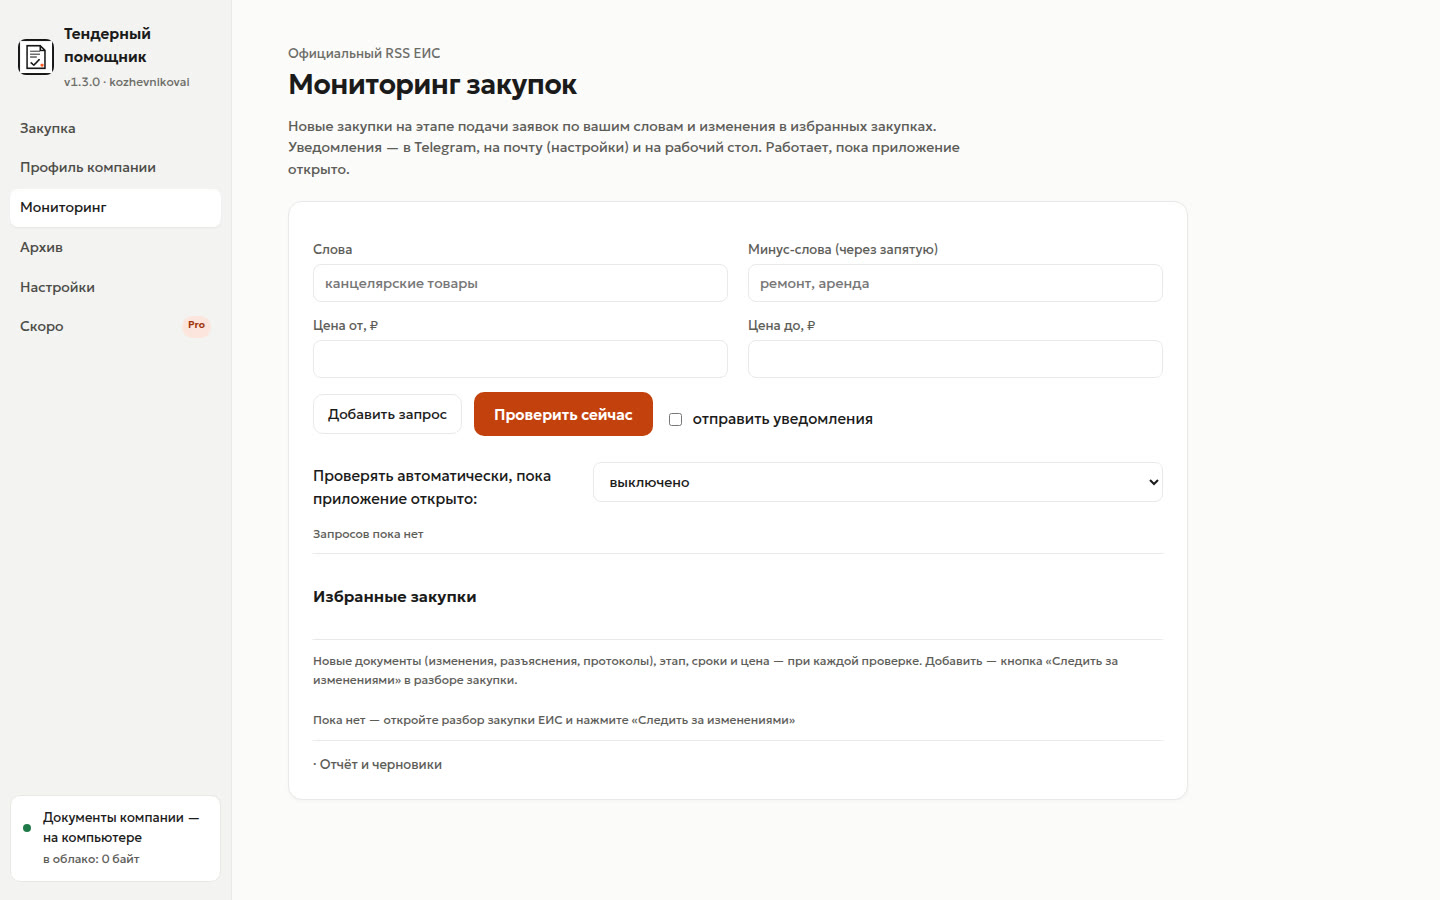 Тендерный
помощник
v1.3.0 · kozhevnikovai
Закупка
Профиль компании
Мониторинг
Архив
Настройки
Скоро
Pro
Документы компании —
на компьютере
в облако: 0 байт
Официальный RSS ЕИС
Мониторинг закупок
Новые закупки на этапе подачи заявок по вашим словам и изменения в избранных закупках.
Уведомления — в Telegram, на почту (настройки) и на рабочий стол. Работает, пока приложение
открыто.
Слова
Минус-слова (через запятую)
канцелярские товары
ремонт, аренда
Цена от, ₽
Цена до, ₽
Добавить запрос
Проверить сейчас
отправить уведомления
Проверять автоматически, пока
приложение открыто:
выключено
Запросов пока нет
Избранные закупки
Новые документы (изменения, разъяснения, протоколы), этап, сроки и цена — при каждой проверке. Добавить — кнопка «Следить за
изменениями» в разборе закупки.
Пока нет — откройте разбор закупки ЕИС и нажмите «Следить за изменениями»
· Отчёт и черновики